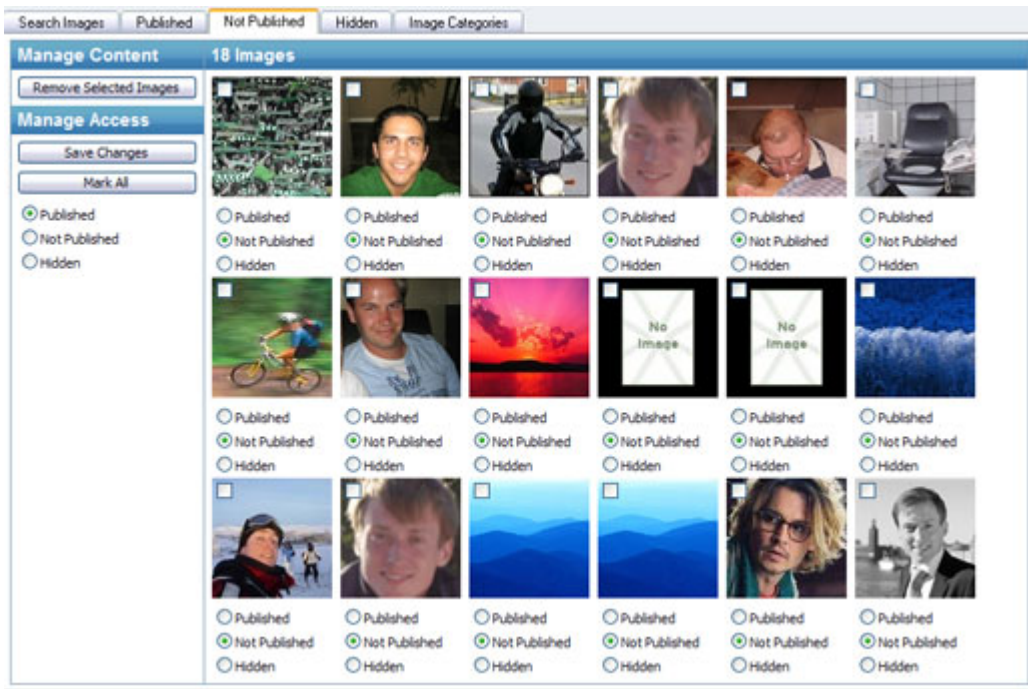 Search Images Published Not Published Hidden Image Categories
Manage Content
Remove Selected Images
Manage Access
Save Changes
Mark All
Published
Not Published
Hidden
18 Images
Published Published Published Published Published Published
Not Published Not Published Not Published Not Published Not Published Not Published
Hidden Hidden Hidden Hidden Hidden Hidden
No Image No Image
Published Published Published Published Published Published
Not Published Not Published Not Published Not Published Not Published Not Published
Hidden Hidden Hidden Hidden Hidden Hidden
Published Published Published Published Published Published
Not Published Not Published Not Published Not Published Not Published Not Published
Hidden Hidden Hidden Hidden Hidden Hidden